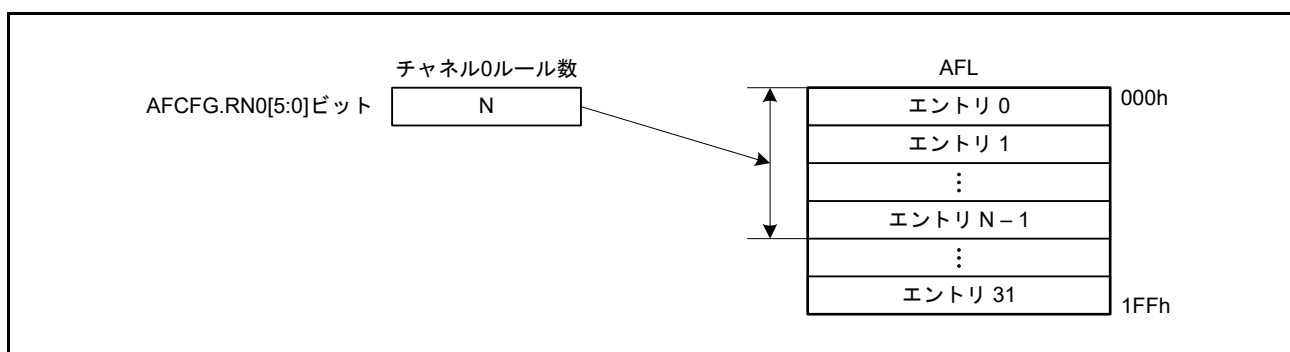 チャネル0ルール数
AFL
AFCFG.RN0[5:0]ビット
N
エントリ 0
000h
エントリ 1
⋮
エントリ N – 1
⋮
エントリ 31
1FFh